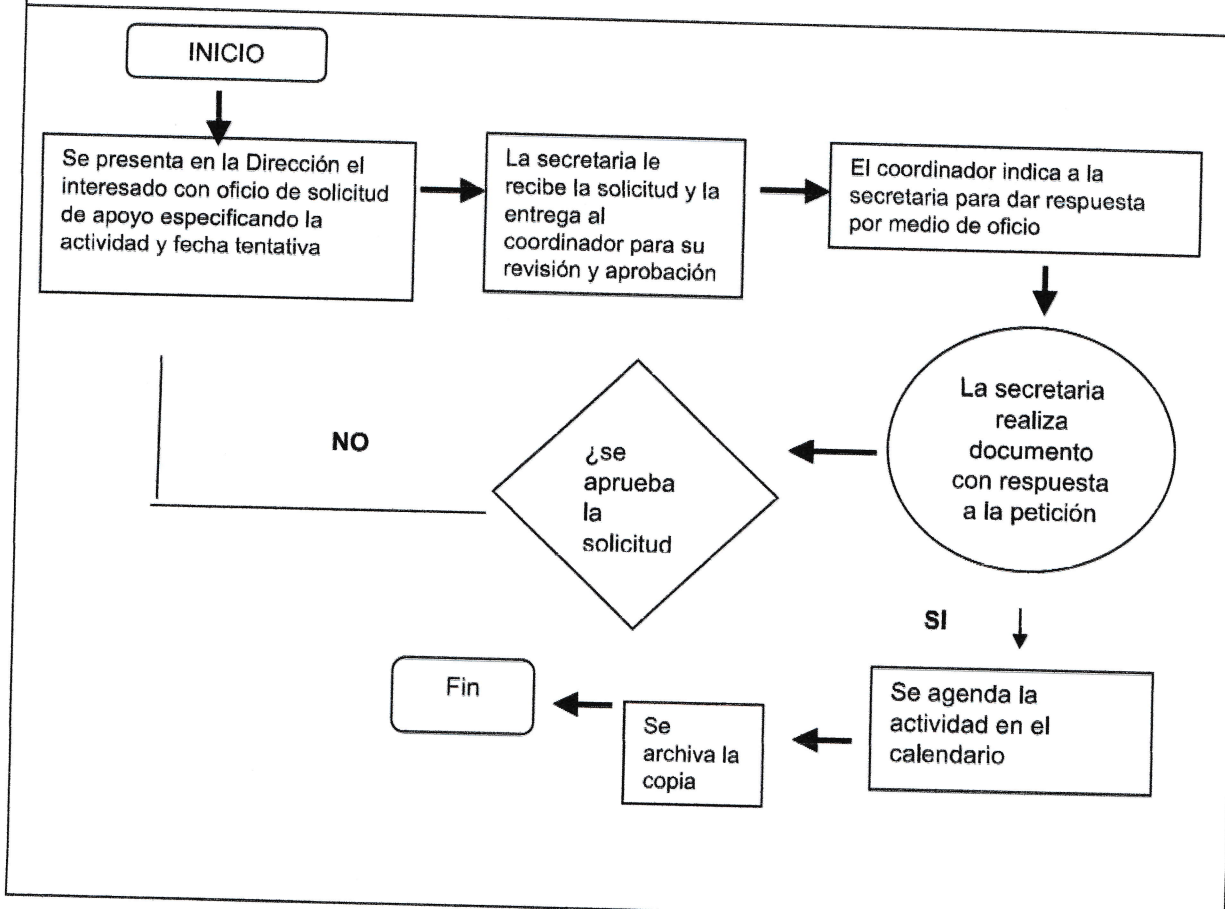 INICIO
Se presenta en la Dirección el
interesado con oficio de solicitud
de apoyo especificando la
actividad y fecha tentativa
La secretaria le
recibe la solicitud y la
entrega al
coordinador para su
revisión y aprobación
El coordinador indica a la
secretaria para dar respuesta
por medio de oficio
La secretaria
realiza
documento
con respuesta
a la petición
¿se
aprueba
la
solicitud
NO
SI
Se agenda la
actividad en el
calendario
Se
archiva la
copia
Fin